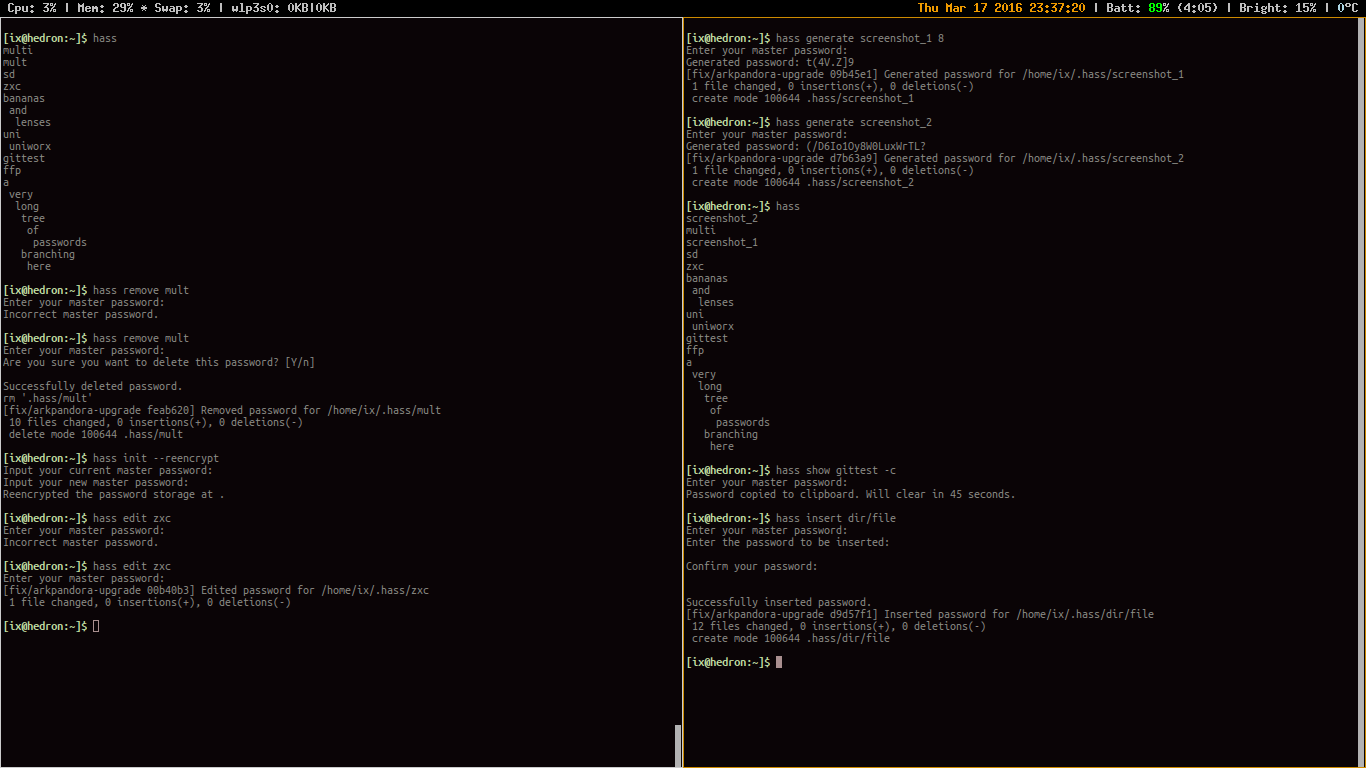 Cpu: 3% | Mem: 29% * Swap: 3% | wlp3s0: 0KB|0KB
Thu Mar 17 2016 23:37:20 | Batt: 89% (4:05) | Bright: 15% | 0°C
[ix@hedron:~]$ hass
multi
mult
sd
zxc
bananas
 and
  lenses
uni
 uniworx
gittest
ffp
a
 very
  long
   tree
    of
     passwords
   branching
    here
[ix@hedron:~]$ hass remove mult
Enter your master password:
Incorrect master password.
[ix@hedron:~]$ hass remove mult
Enter your master password:
Are you sure you want to delete this password? [Y/n]
Successfully deleted password.
rm '.hass/mult'
[fix/arkpandora-upgrade feab620] Removed password for /home/ix/.hass/mult
 10 files changed, 0 insertions(+), 0 deletions(-)
 delete mode 100644 .hass/mult
[ix@hedron:~]$ hass init --reencrypt
Input your current master password:
Input your new master password:
Reencrypted the password storage at .
[ix@hedron:~]$ hass edit zxc
Enter your master password:
Incorrect master password.
[ix@hedron:~]$ hass edit zxc
Enter your master password:
[fix/arkpandora-upgrade 00b40b3] Edited password for /home/ix/.hass/zxc
 1 file changed, 0 insertions(+), 0 deletions(-)
[ix@hedron:~]$
[ix@hedron:~]$ hass generate screenshot_1 8
Enter your master password:
Generated password: t(4V.Z]9
[fix/arkpandora-upgrade 09b45e1] Generated password for /home/ix/.hass/screenshot_1
 1 file changed, 0 insertions(+), 0 deletions(-)
 create mode 100644 .hass/screenshot_1
[ix@hedron:~]$ hass generate screenshot_2
Enter your master password:
Generated password: (/D6Io1Oy8W0LuxWrTL?
[fix/arkpandora-upgrade d7b63a9] Generated password for /home/ix/.hass/screenshot_2
 1 file changed, 0 insertions(+), 0 deletions(-)
 create mode 100644 .hass/screenshot_2
[ix@hedron:~]$ hass
screenshot_2
multi
screenshot_1
sd
zxc
bananas
 and
  lenses
uni
 uniworx
gittest
ffp
a
 very
  long
   tree
    of
     passwords
   branching
    here
[ix@hedron:~]$ hass show gittest -c
Enter your master password:
Password copied to clipboard. Will clear in 45 seconds.
[ix@hedron:~]$ hass insert dir/file
Enter your master password:
Enter the password to be inserted:
Confirm your password:
Successfully inserted password.
[fix/arkpandora-upgrade d9d57f1] Inserted password for /home/ix/.hass/dir/file
 12 files changed, 0 insertions(+), 0 deletions(-)
 create mode 100644 .hass/dir/file
[ix@hedron:~]$